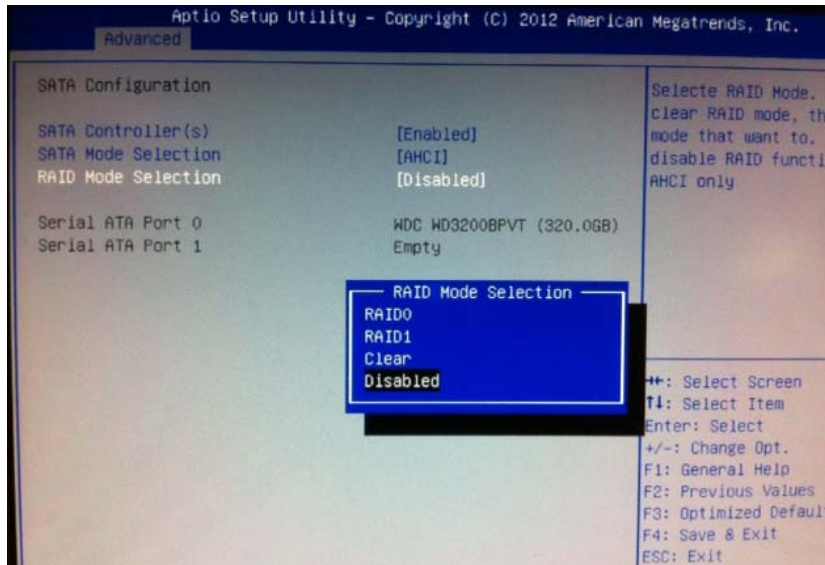 Aptio Setup Utility – Copyright (C) 2012 American Megatrends, Inc.
Advanced
SATA Configuration
SATA Controller(s) [Enabled]
SATA Mode Selection [AHCI]
RAID Mode Selection [Disabled]
Serial ATA Port 0 WDC WD3200BPVT (320.0GB)
Serial ATA Port 1 Empty
RAID Mode Selection
RAID0
RAID1
Clear
Disabled
Selecte RAID Mode.
clear RAID mode, th
mode that want to.
disable RAID functi
AHCI only
→←: Select Screen
↑↓: Select Item
Enter: Select
+/-: Change Opt.
F1: General Help
F2: Previous Values
F3: Optimized Defaul
F4: Save & Exit
ESC: Exit